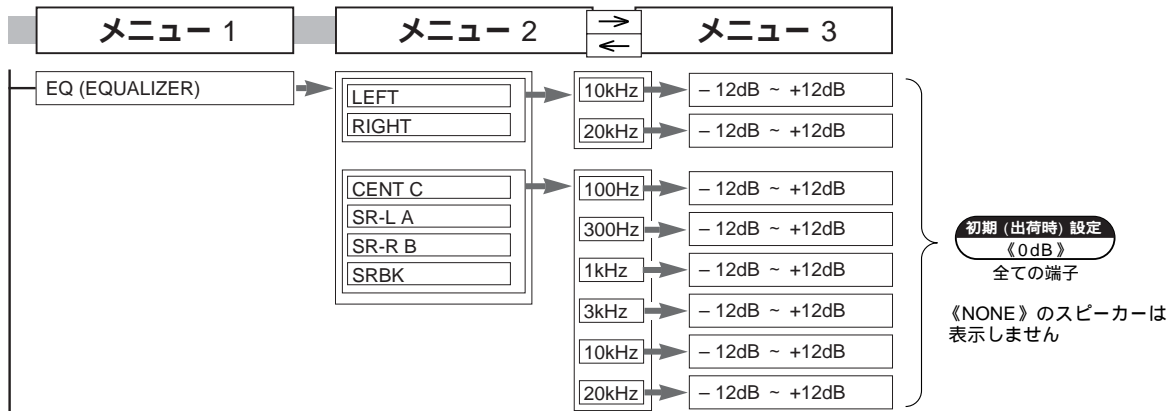 メニュー 1
メニュー 2
メニュー 3
EQ (EQUALIZER)
LEFT
RIGHT
10kHz
– 12dB ~ +12dB
20kHz
– 12dB ~ +12dB
CENT C
SR-L A
SR-R B
SRBK
100Hz
– 12dB ~ +12dB
300Hz
– 12dB ~ +12dB
1kHz
– 12dB ~ +12dB
3kHz
– 12dB ~ +12dB
10kHz
– 12dB ~ +12dB
20kHz
– 12dB ~ +12dB
初期 (出荷時) 設定
《0dB》
全ての端子
《NONE》のスピーカーは
表示しません